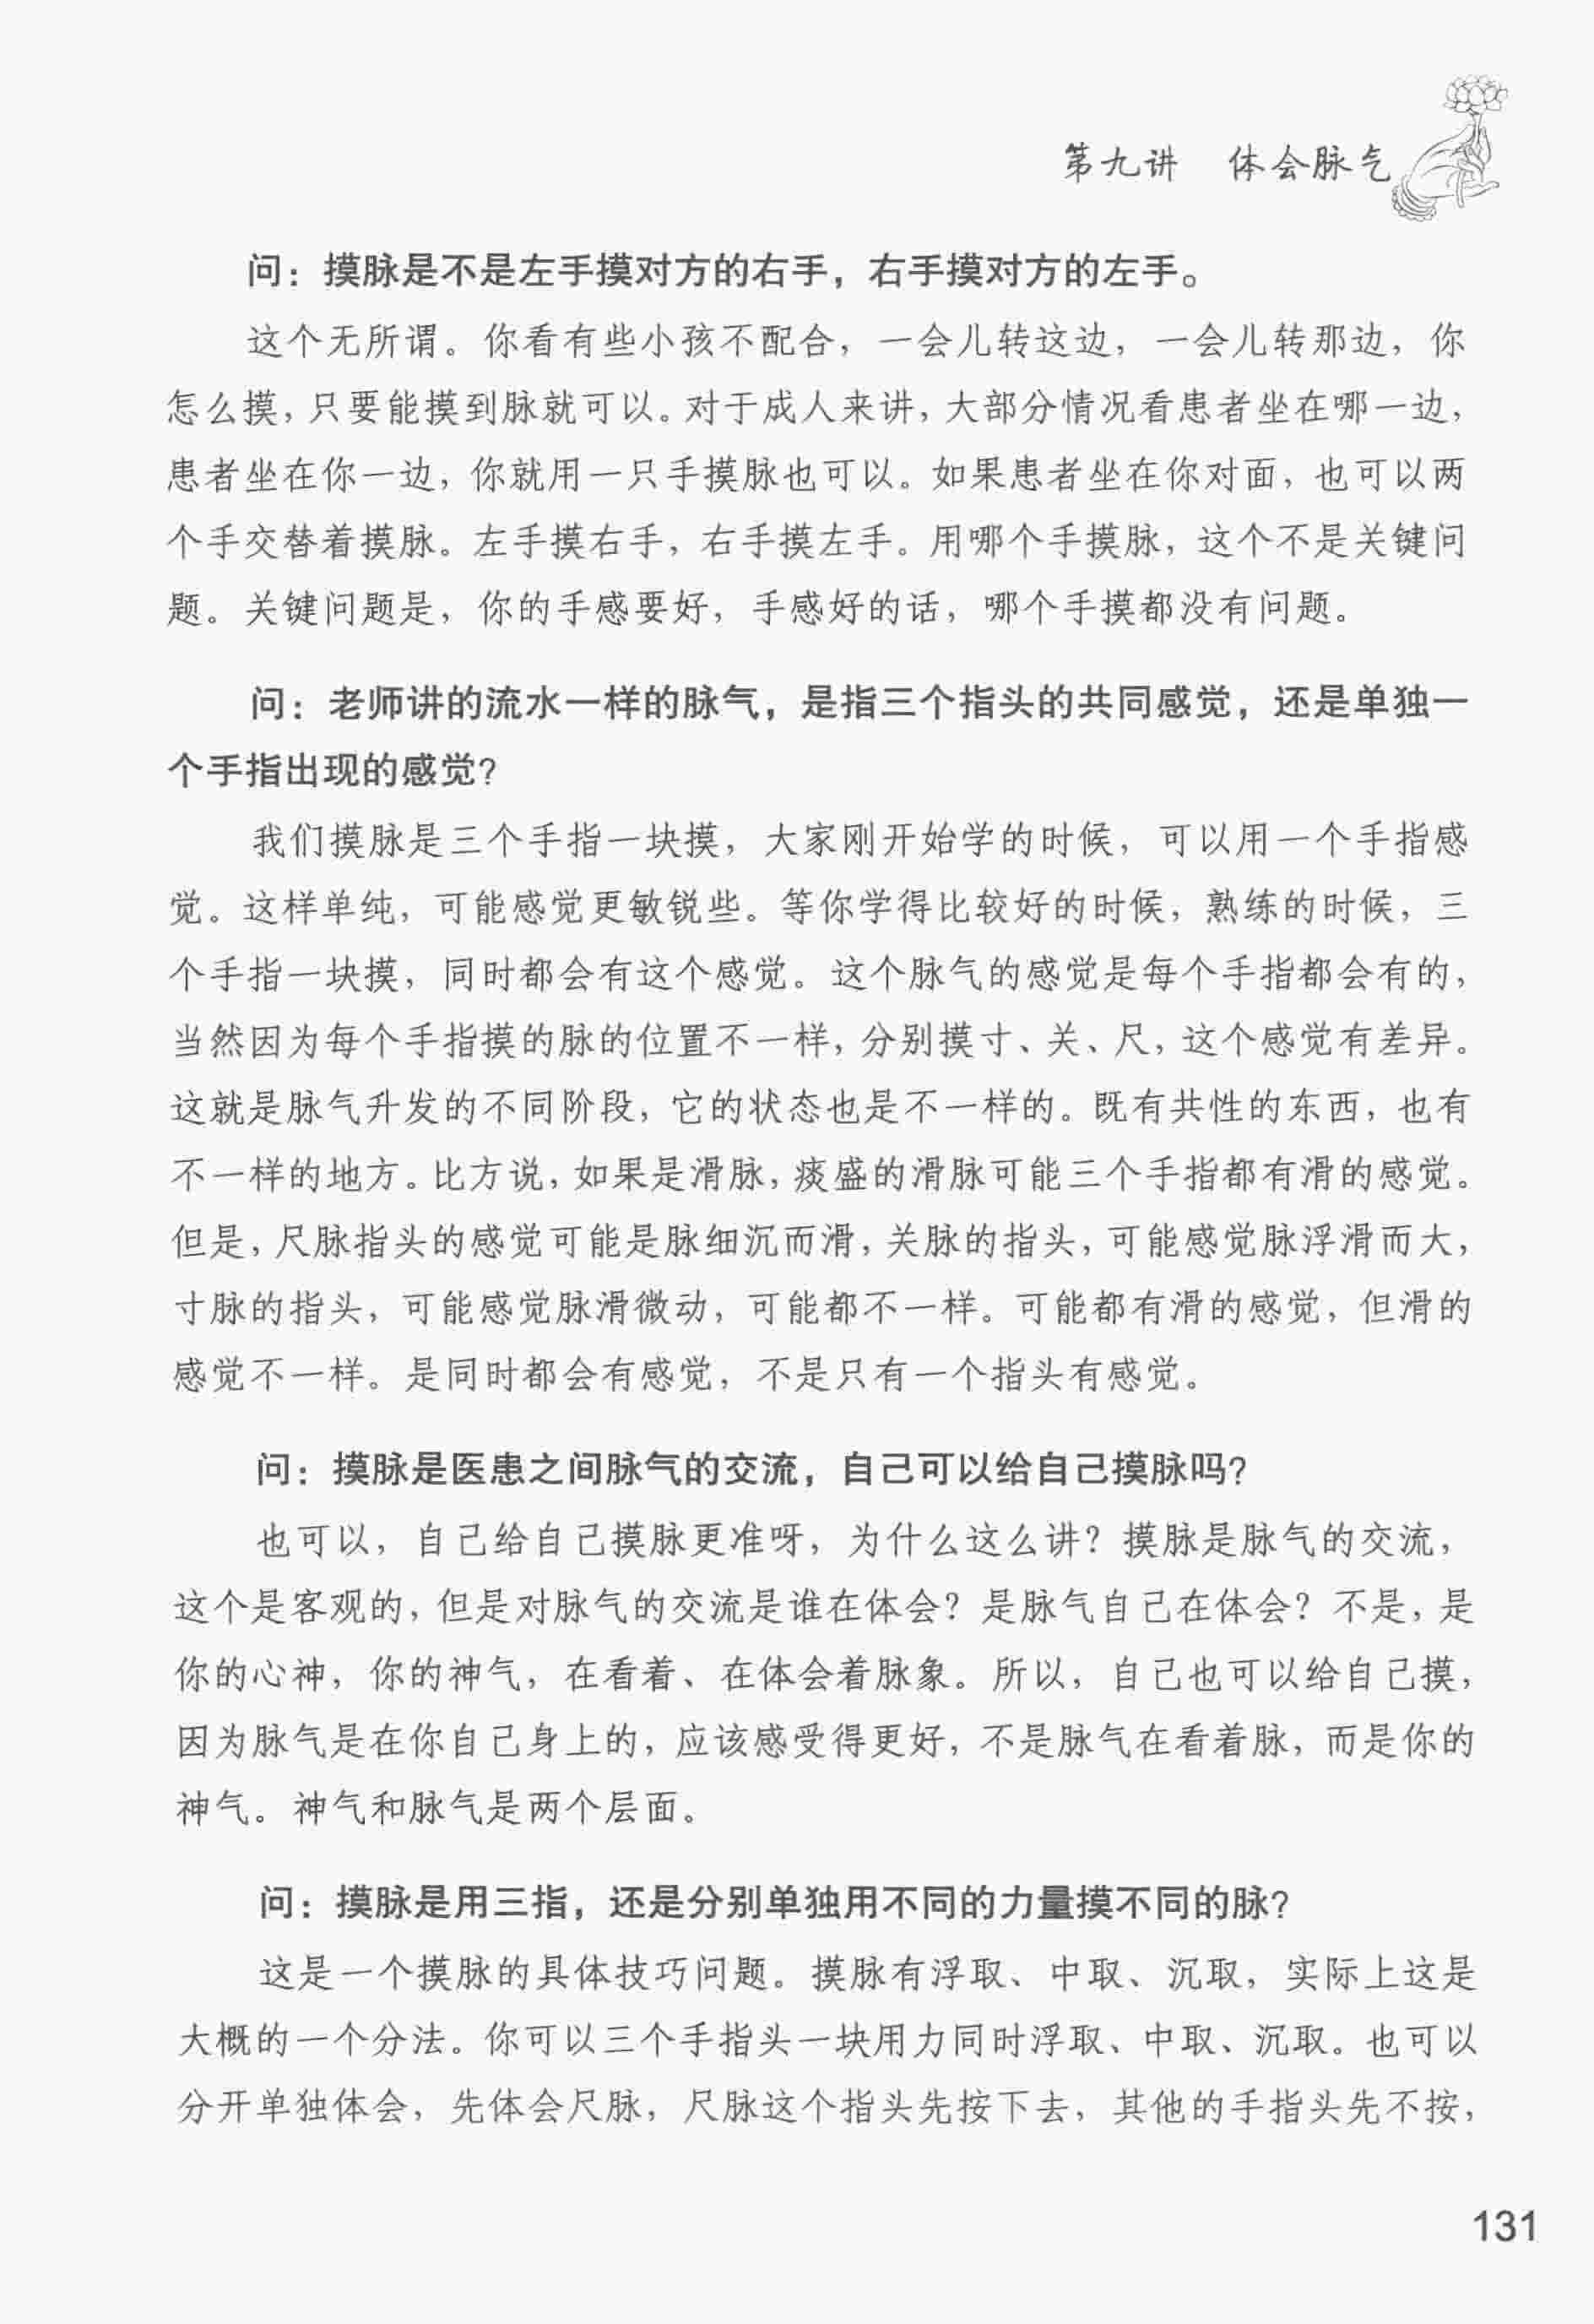 第九讲 体会脉气
问：摸脉是不是左手摸对方的右手，右手摸对方的左手。
这个无所谓。你看有些小孩不配合，一会儿转这边，一会儿转那边，你
怎么摸，只要能摸到脉就可以。对于成人来讲，大部分情况看患者坐在哪一边，
患者坐在你一边，你就用一只手摸脉也可以。如果患者坐在你对面，也可以两
个手交替着摸脉。左手摸右手，右手摸左手。用哪个手摸脉，这个不是关键问
题。关键问题是，你的手感要好，手感好的话，哪个手摸都没有问题。
问：老师讲的流水一样的脉气，是指三个指头的共同感觉，还是单独一
个手指出现的感觉?
我们摸脉是三个手指一块摸，大家刚开始学的时候，可以用一个手指感
觉。这样单纯，可能感觉更敏锐些。等你学得比较好的时候，熟练的时候，三
个手指一块摸，同时都会有这个感觉。这个脉气的感觉是每个手指都会有的，
当然因为每个手指摸的脉的位置不一样，分别摸寸、关、尺，这个感觉有差异。
这就是脉气升发的不同阶段，它的状态也是不一样的。既有共性的东西，也有
不一样的地方。比方说，如果是滑脉，痰盛的滑脉可能三个手指都有滑的感觉。
但是，尺脉指头的感觉可能是脉细沉而滑，关脉的指头，可能感觉脉浮滑而大，
寸脉的指头，可能感觉脉滑微动，可能都不一样。可能都有滑的感觉，但滑的
感觉不一样。是同时都会有感觉，不是只有一个指头有感觉。
问：摸脉是医患之间脉气的交流，自己可以给自己摸脉吗?
也可以，自己给自己摸脉更准呀，为什么这么讲？摸脉是脉气的交流，
这个是客观的，但是对脉气的交流是谁在体会？是脉气自己在体会？不是，是
你的心神，你的神气，在看着、在体会着脉象。所以，自己也可以给自己摸，
因为脉气是在你自己身上的，应该感受得更好，不是脉气在看着脉，而是你的
神气。神气和脉气是两个层面。
问：摸脉是用三指，还是分别单独用不同的力量摸不同的脉?
这是一个摸脉的具体技巧问题。摸脉有浮取、中取、沉取，实际上这是
大概的一个分法。你可以三个手指头一块用力同时浮取、中取、沉取。也可以
分开单独体会，先体会尺脉，尺脉这个指头先按下去，其他的手指头先不按，
131